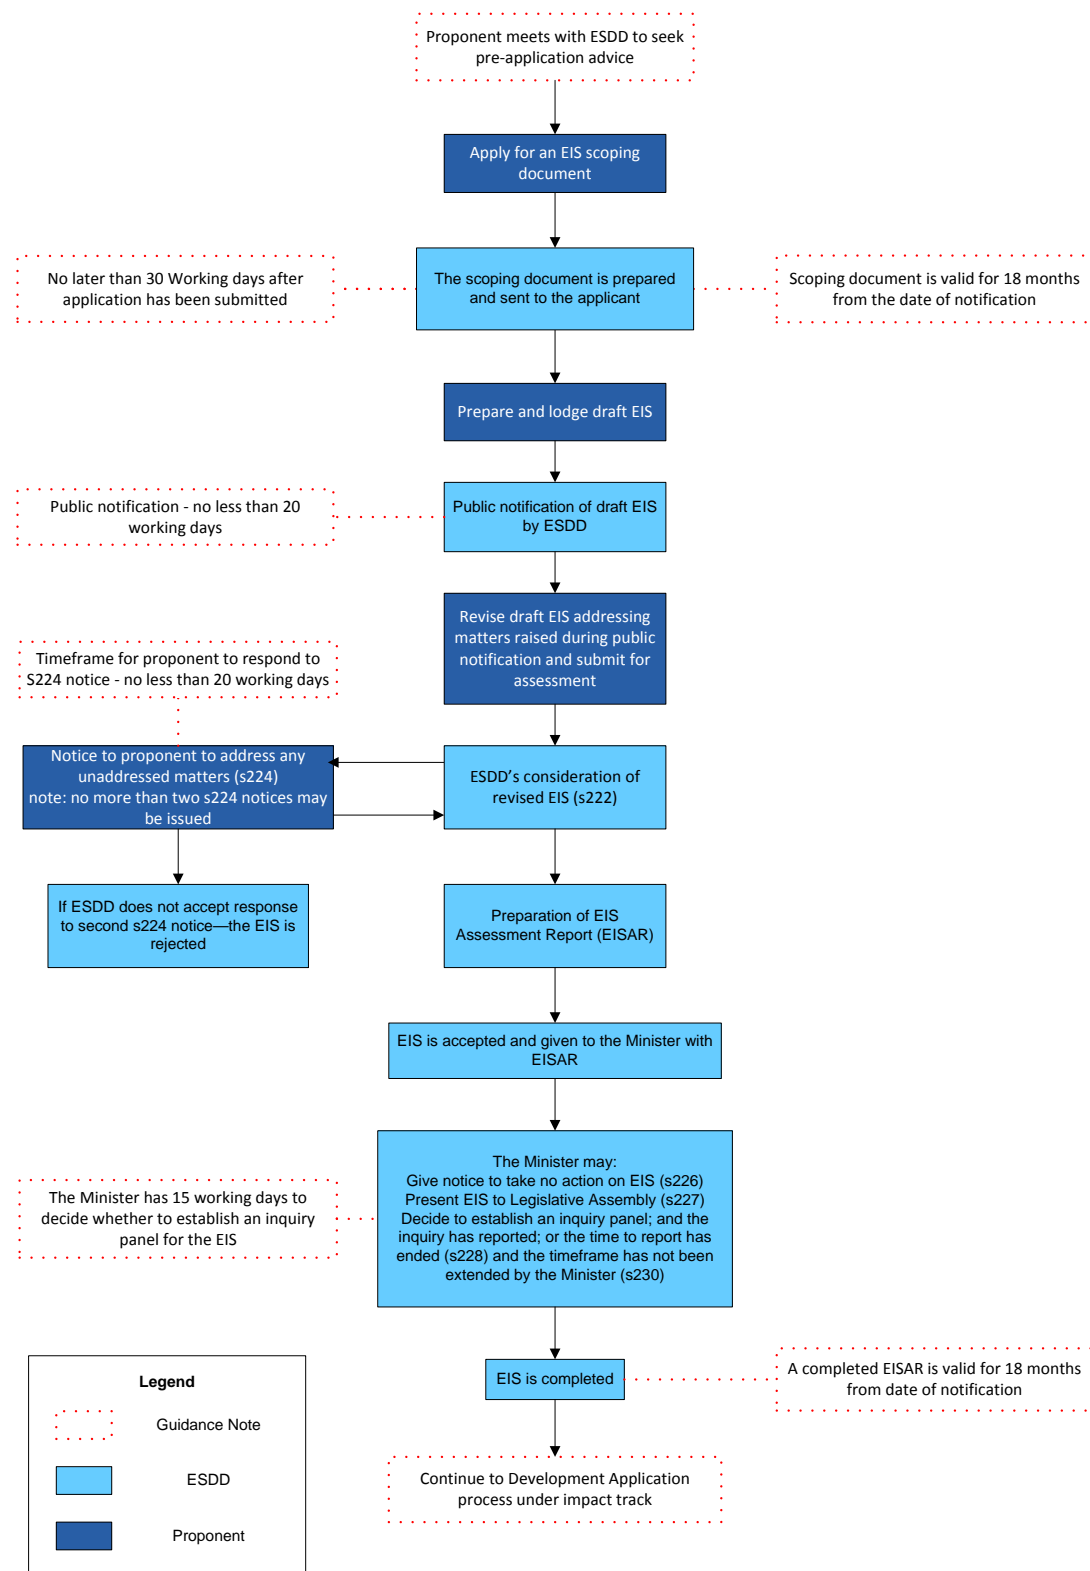 Proponent meets with ESDD to seek
pre-application advice
Apply for an EIS scoping
document
No later than 30 Working days after
application has been submitted
The scoping document is prepared
and sent to the applicant
Scoping document is valid for 18 months
from the date of notification
Prepare and lodge draft EIS
Public notification - no less than 20
working days
Public notification of draft EIS
by ESDD
Revise draft EIS addressing
matters raised during public
notification and submit for
assessment
Timeframe for proponent to respond to
S224 notice - no less than 20 working days
Notice to proponent to address any
unaddressed matters (s224)
note: no more than two s224 notices may
be issued
ESDD's consideration of
revised EIS (s222)
If ESDD does not accept response
to second s224 notice—the EIS is
rejected
Preparation of EIS
Assessment Report (EISAR)
EIS is accepted and given to the Minister with
EISAR
The Minister has 15 working days to
decide whether to establish an inquiry
panel for the EIS
The Minister may:
Give notice to take no action on EIS (s226)
Present EIS to Legislative Assembly (s227)
Decide to establish an inquiry panel; and the
inquiry has reported; or the time to report has
ended (s228) and the timeframe has not been
extended by the Minister (s230)
EIS is completed
A completed EISAR is valid for 18 months
from date of notification
Continue to Development Application
process under impact track
Legend
Guidance Note
ESDD
Proponent